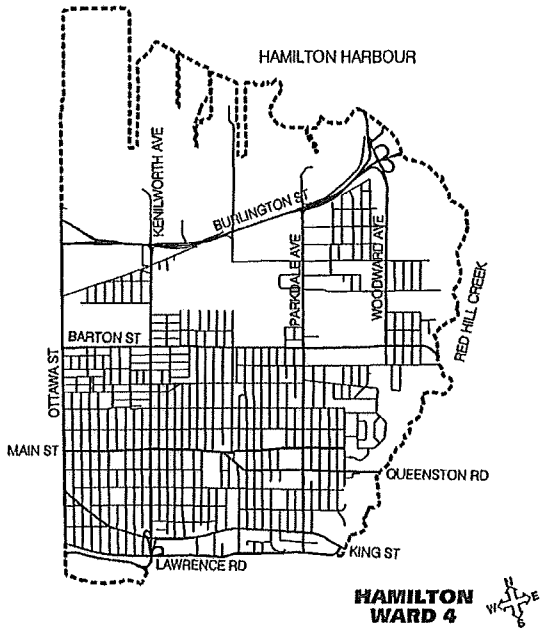 HAMILTON HARBOUR
KENILWORTH AVE
BURLINGTON ST
PARKDALE AVE
WOODWARD AVE
RED HILL CREEK
BARTON ST
OTTAWA ST
MAIN ST
QUEENSTON RD
KING ST
LAWRENCE RD
HAMILTON
WARD 4
N
W E
S